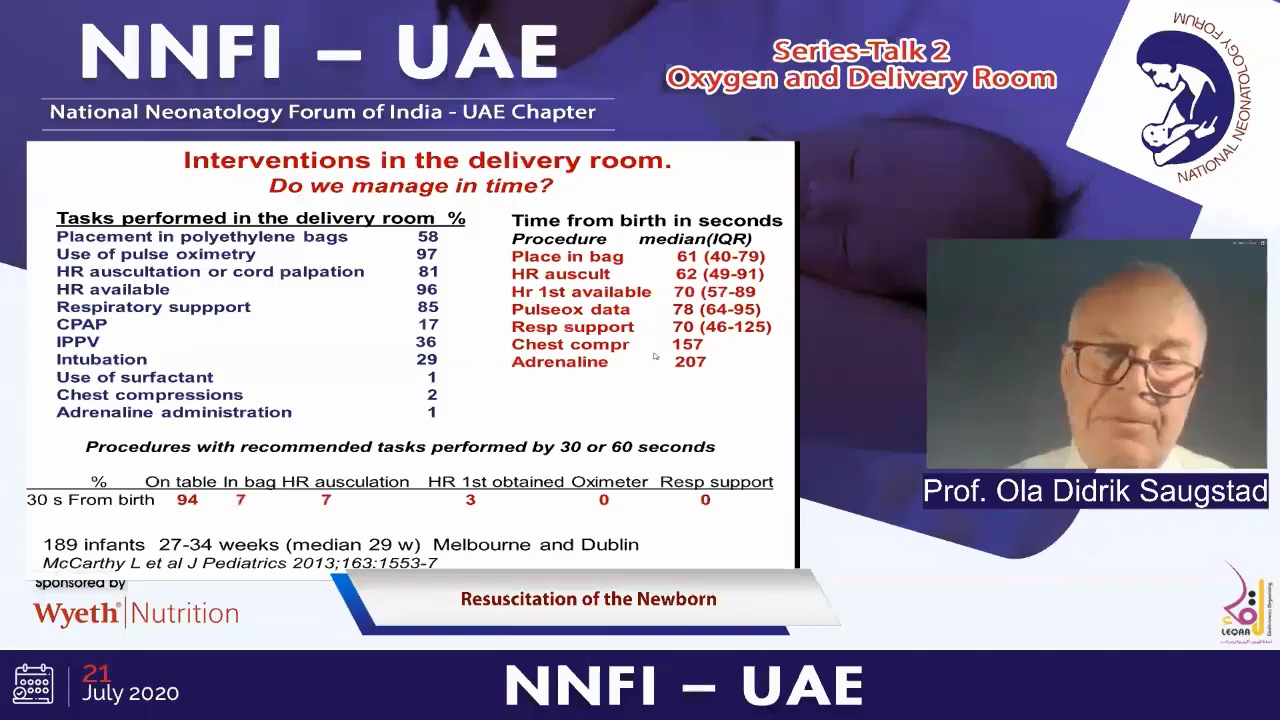 NNFI – UAE
National Neonatology Forum of India - UAE Chapter
Series-Talk 2
Oxygen and Delivery Room
NATIONAL NEONATOLOGY FORUM
Interventions in the delivery room.
Do we manage in time?
Tasks performed in the delivery room %
Placement in polyethylene bags 58
Use of pulse oximetry 97
HR auscultation or cord palpation 81
HR available 96
Respiratory suppport 85
CPAP 17
IPPV 36
Intubation 29
Use of surfactant 1
Chest compressions 2
Adrenaline administration 1
Time from birth in seconds
Procedure median(IQR)
Place in bag 61 (40-79)
HR auscult 62 (49-91)
Hr 1st available 70 (57-89
Pulseox data 78 (64-95)
Resp support 70 (46-125)
Chest compr 157
Adrenaline 207
Procedures with recommended tasks performed by 30 or 60 seconds
% On table In bag HR ausculation HR 1st obtained Oximeter Resp support
30 s From birth 94 7 7 3 0 0
189 infants 27-34 weeks (median 29 w) Melbourne and Dublin
McCarthy L et al J Pediatrics 2013;163:1553-7
Prof. Ola Didrik Saugstad
Sponsored by
Wyeth® Nutrition
Resuscitation of the Newborn
LEQAA
21
July 2020
NNFI – UAE